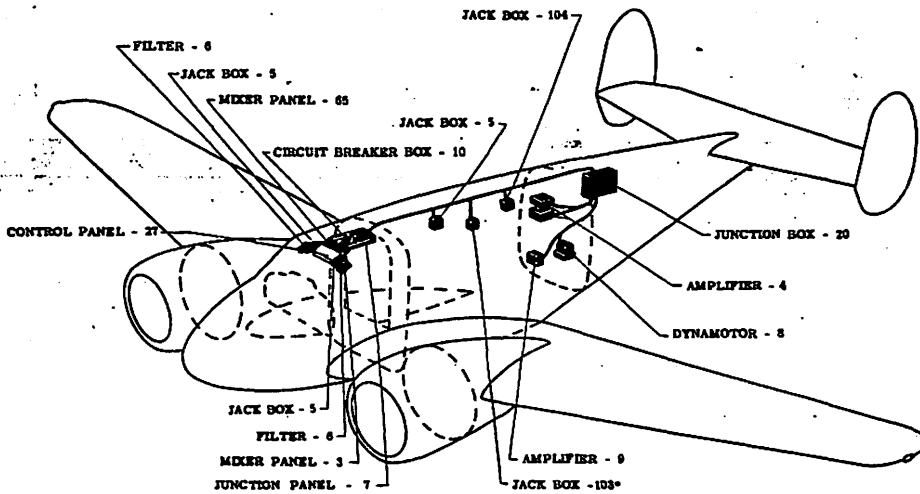 JACK BOX - 104
FILTER - 6
JACK BOX - 5
MIXER PANEL - 65
JACK BOX - 5
CIRCUIT BREAKER BOX - 10
CONTROL PANEL - 27
JUNCTION BOX - 20
AMPLIFIER - 4
DYNAMOTOR - 8
JACK BOX - 5
FILTER - 6
MIXER PANEL - 3
AMPLIFIER - 9
JUNCTION PANEL - 7
JACK BOX -103*